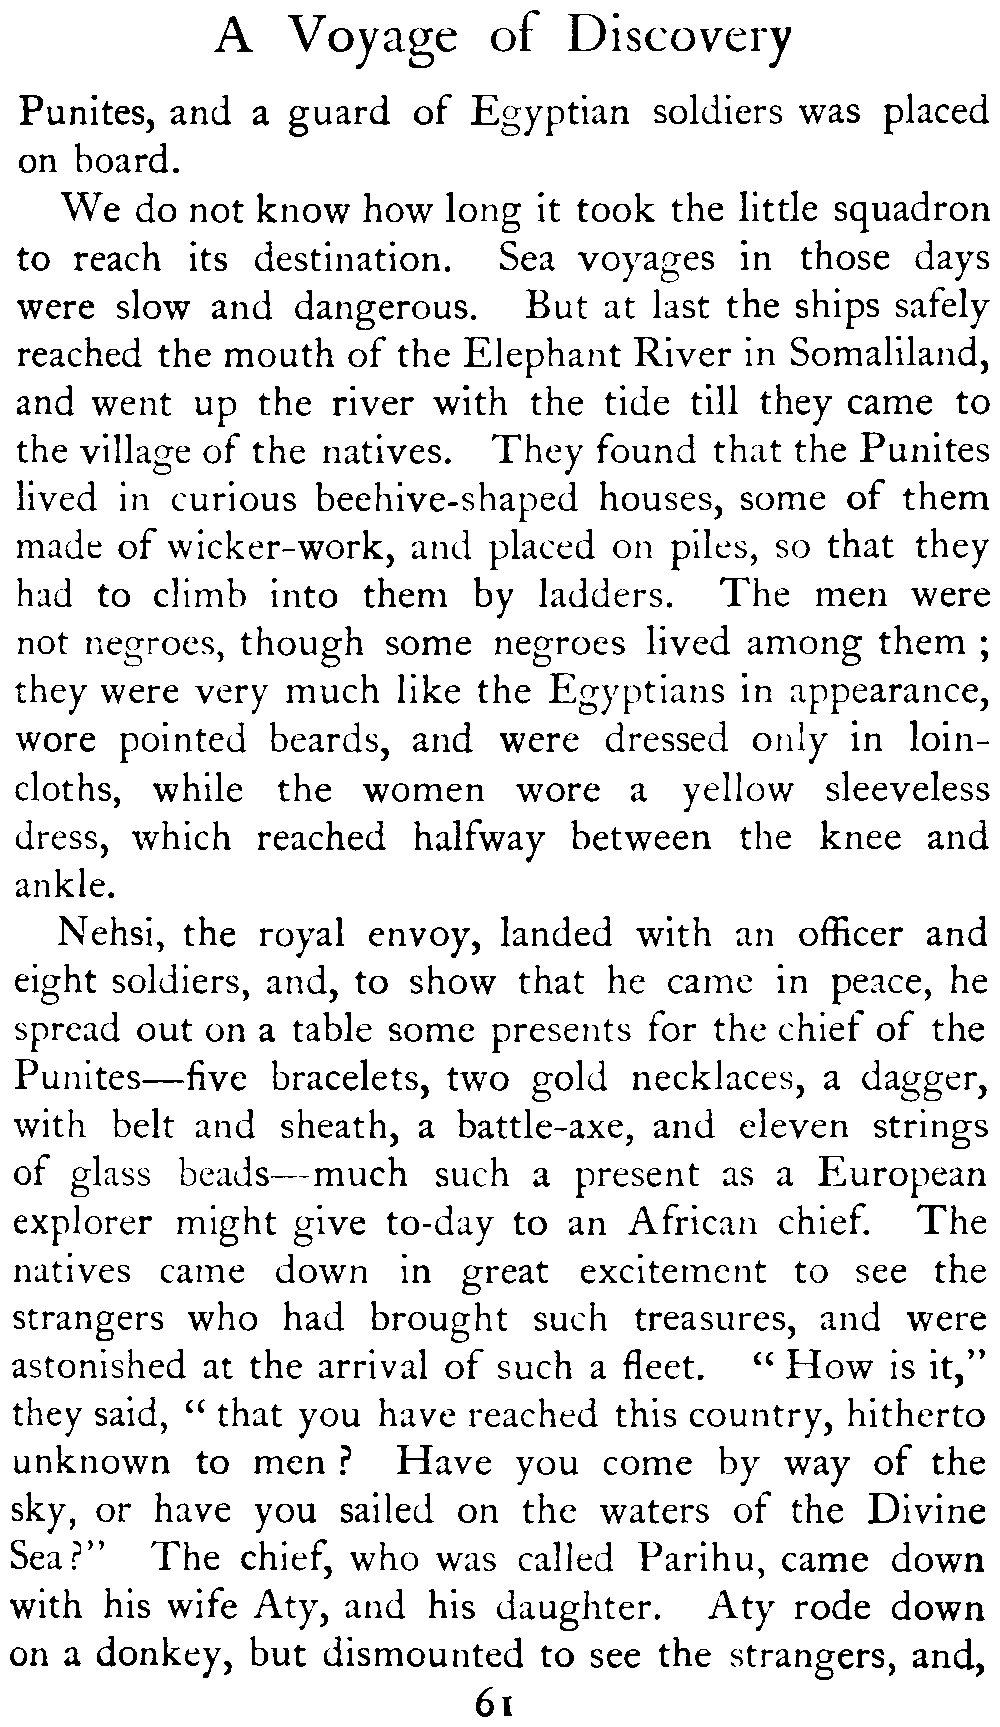 A Voyage of Discovery
Punites, and a guard of Egyptian soldiers was placed
on board.
We do not know how long it took the little squadron
to reach its destination. Sea voyages in those days
were slow and dangerous. But at last the ships safely
reached the mouth of the Elephant River in Somaliland,
and went up the river with the tide till they came to
the village of the natives. They found that the Punites
lived in curious beehive-shaped houses, some of them
made of wicker-work, and placed on piles, so that they
had to climb into them by ladders. The men were
not negroes, though some negroes lived among them ;
they were very much like the Egyptians in appearance,
wore pointed beards, and were dressed only in loin-
cloths, while the women wore a yellow sleeveless
dress, which reached halfway between the knee and
ankle.
Nehsi, the royal envoy, landed with an officer and
eight soldiers, and, to show that he came in peace, he
spread out on a table some presents for the chief of the
Punites—five bracelets, two gold necklaces, a dagger,
with belt and sheath, a battle-axe, and eleven strings
of glass beads—much such a present as a European
explorer might give to-day to an African chief. The
natives came down in great excitement to see the
strangers who had brought such treasures, and were
astonished at the arrival of such a fleet. “ How is it,”
they said, “ that you have reached this country, hitherto
unknown to men ? Have you come by way of the
sky, or have you sailed on the waters of the Divine
Sea ?” The chief, who was called Parihu, came down
with his wife Aty, and his daughter. Aty rode down
on a donkey, but dismounted to see the strangers, and,
61